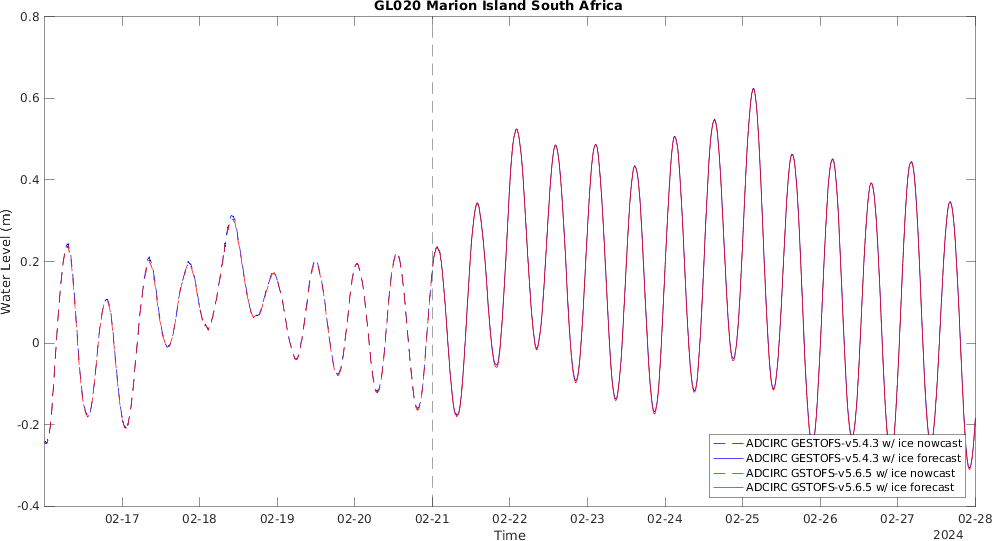 GL020 Marion Island South Africa
Water Level (m)
0.8
0.6
0.4
0.2
0
-0.2
-0.4
ADCIRC GESTOFS-v5.4.3 w/ ice nowcast
ADCIRC GESTOFS-v5.4.3 w/ ice forecast
ADCIRC GSTOFS-v5.6.5 w/ ice nowcast
ADCIRC GSTOFS-v5.6.5 w/ ice forecast
02-17 02-18 02-19 02-20 02-21 02-22 02-23 02-24 02-25 02-26 02-27 02-28
Time
2024